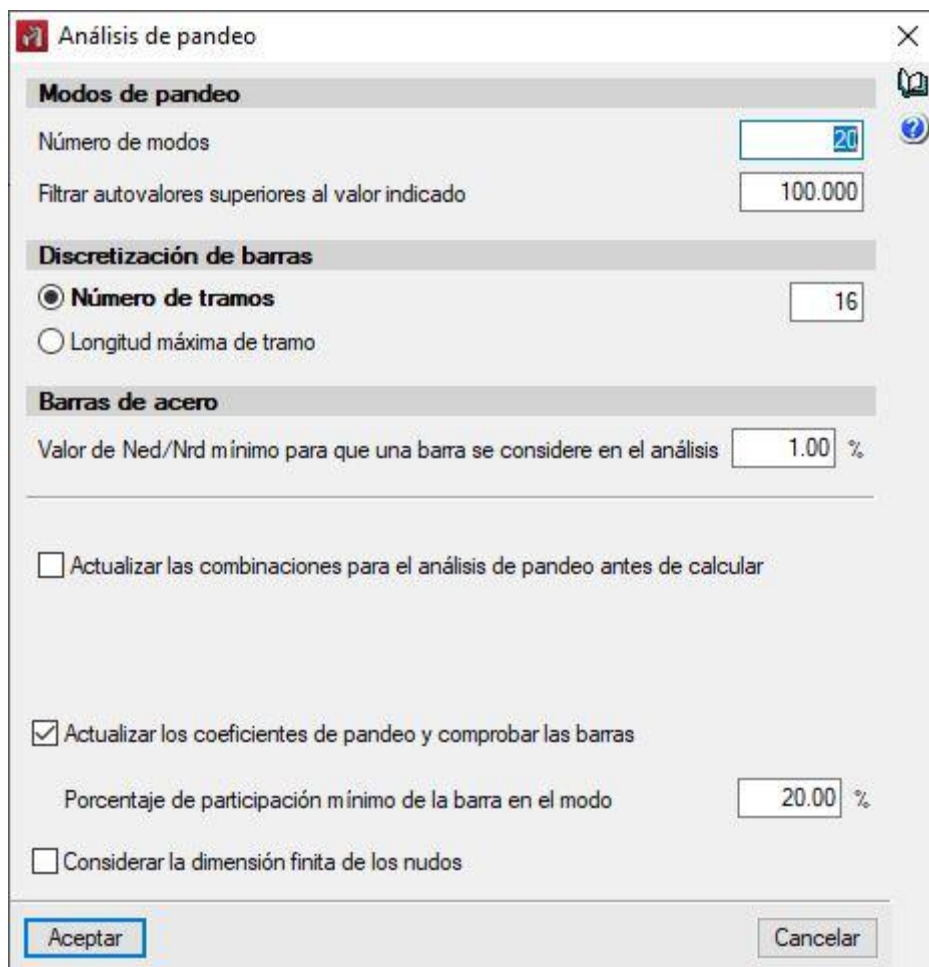 Análisis de pandeo
Modos de pandeo
Número de modos 20
Filtrar autovalores superiores al valor indicado 100.000
Discretización de barras
Número de tramos 16
Longitud máxima de tramo
Barras de acero
Valor de Ned/Nrd mínimo para que una barra se considere en el análisis 1.00 %
Actualizar las combinaciones para el análisis de pandeo antes de calcular
Actualizar los coeficientes de pandeo y comprobar las barras
Porcentaje de participación mínimo de la barra en el modo 20.00 %
Considerar la dimensión finita de los nudos
Aceptar Cancelar